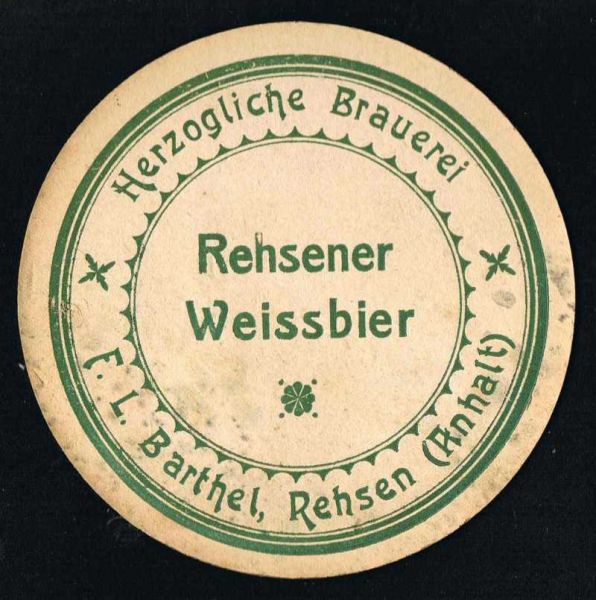 Herzogliche Brauerei
Rehsener
Weissbier
F. L. Barthel, Rehsen (Anhalt)